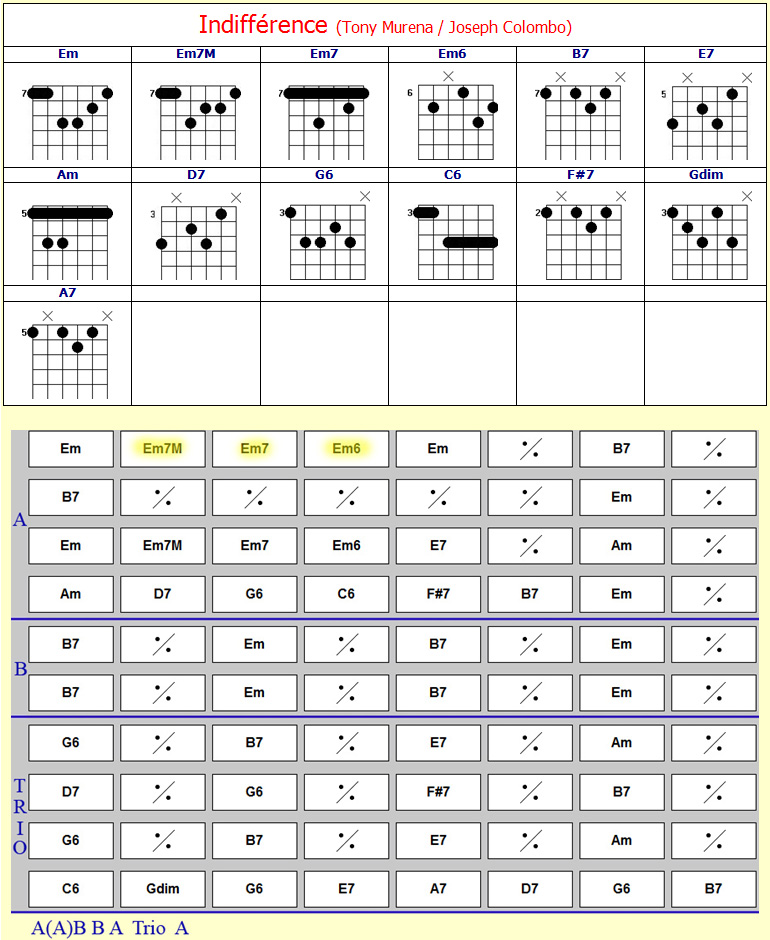 Indifférence (Tony Murena / Joseph Colombo)
Em Em7M Em7 Em6 B7 E7
7 7 7 6 7 5
Am D7 G6 C6 F#7 Gdim
5 3 3 3 2 3
A7
5
A
Em Em7M Em7 Em6 Em % B7 %
B7 % % % % % Em %
Em Em7M Em7 Em6 E7 % Am %
Am D7 G6 C6 F#7 B7 Em %
B
B7 % Em % B7 % Em %
B7 % Em % B7 % Em %
TRIO
G6 % B7 % E7 % Am %
D7 % G6 % F#7 % B7 %
G6 % B7 % E7 % Am %
C6 Gdim G6 E7 A7 D7 G6 B7
A(A)B B A Trio A